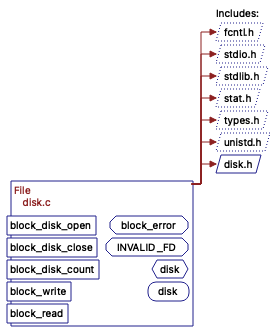 Includes:
fcntl.h
stdio.h
stdlib.h
stat.h
types.h
unistd.h
disk.h
File
disk.c
block_disk_open
block_error
block_disk_close
INVALID_FD
block_disk_count
disk
block_write
disk
block_read